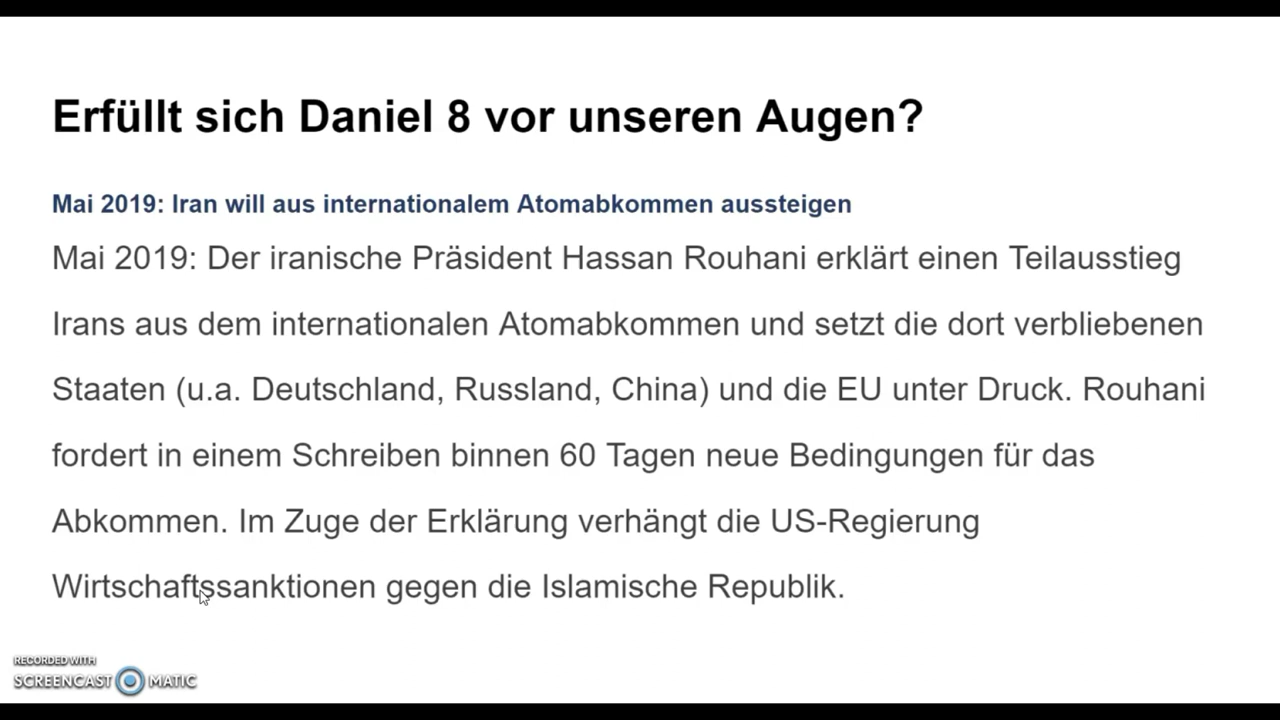 Erfüllt sich Daniel 8 vor unseren Augen?
Mai 2019: Iran will aus internationalem Atomabkommen aussteigen
Mai 2019: Der iranische Präsident Hassan Rouhani erklärt einen Teilausstieg
Irans aus dem internationalen Atomabkommen und setzt die dort verbliebenen
Staaten (u.a. Deutschland, Russland, China) und die EU unter Druck. Rouhani
fordert in einem Schreiben binnen 60 Tagen neue Bedingungen für das
Abkommen. Im Zuge der Erklärung verhängt die US-Regierung
Wirtschaftssanktionen gegen die Islamische Republik.
RECORDED WITH
SCREENCAST MATIC